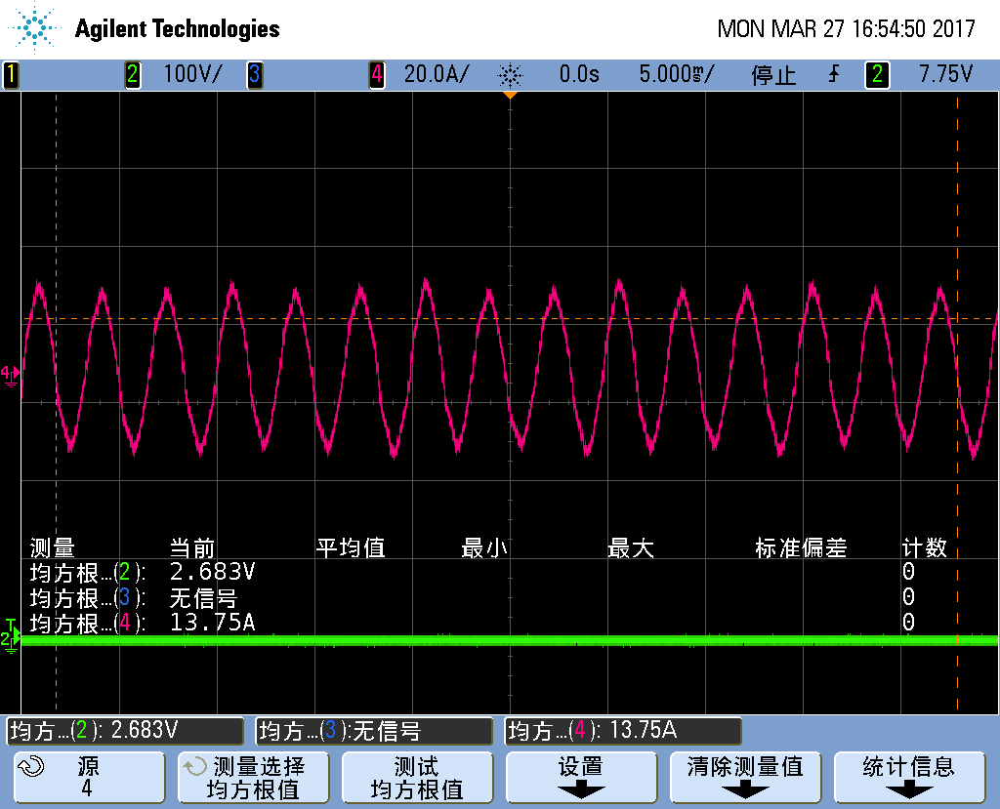 Agilent Technologies MON MAR 27 16:54:50 2017
1 2 100V/ 3 4 20.0A/ 0.0s 5.000ms/ 停止 2 7.75V
4
测量 当前 平均值 最小 最大 标准偏差 计数
均方根…(2): 2.683V 0
均方根…(3): 无信号 0
均方根…(4): 13.75A 0
T
2
均方…(2): 2.683V 均方…(3):无信号 均方…(4): 13.75A
源 测量选择 测试 设置 清除测量值 统计信息
4 均方根值 均方根值